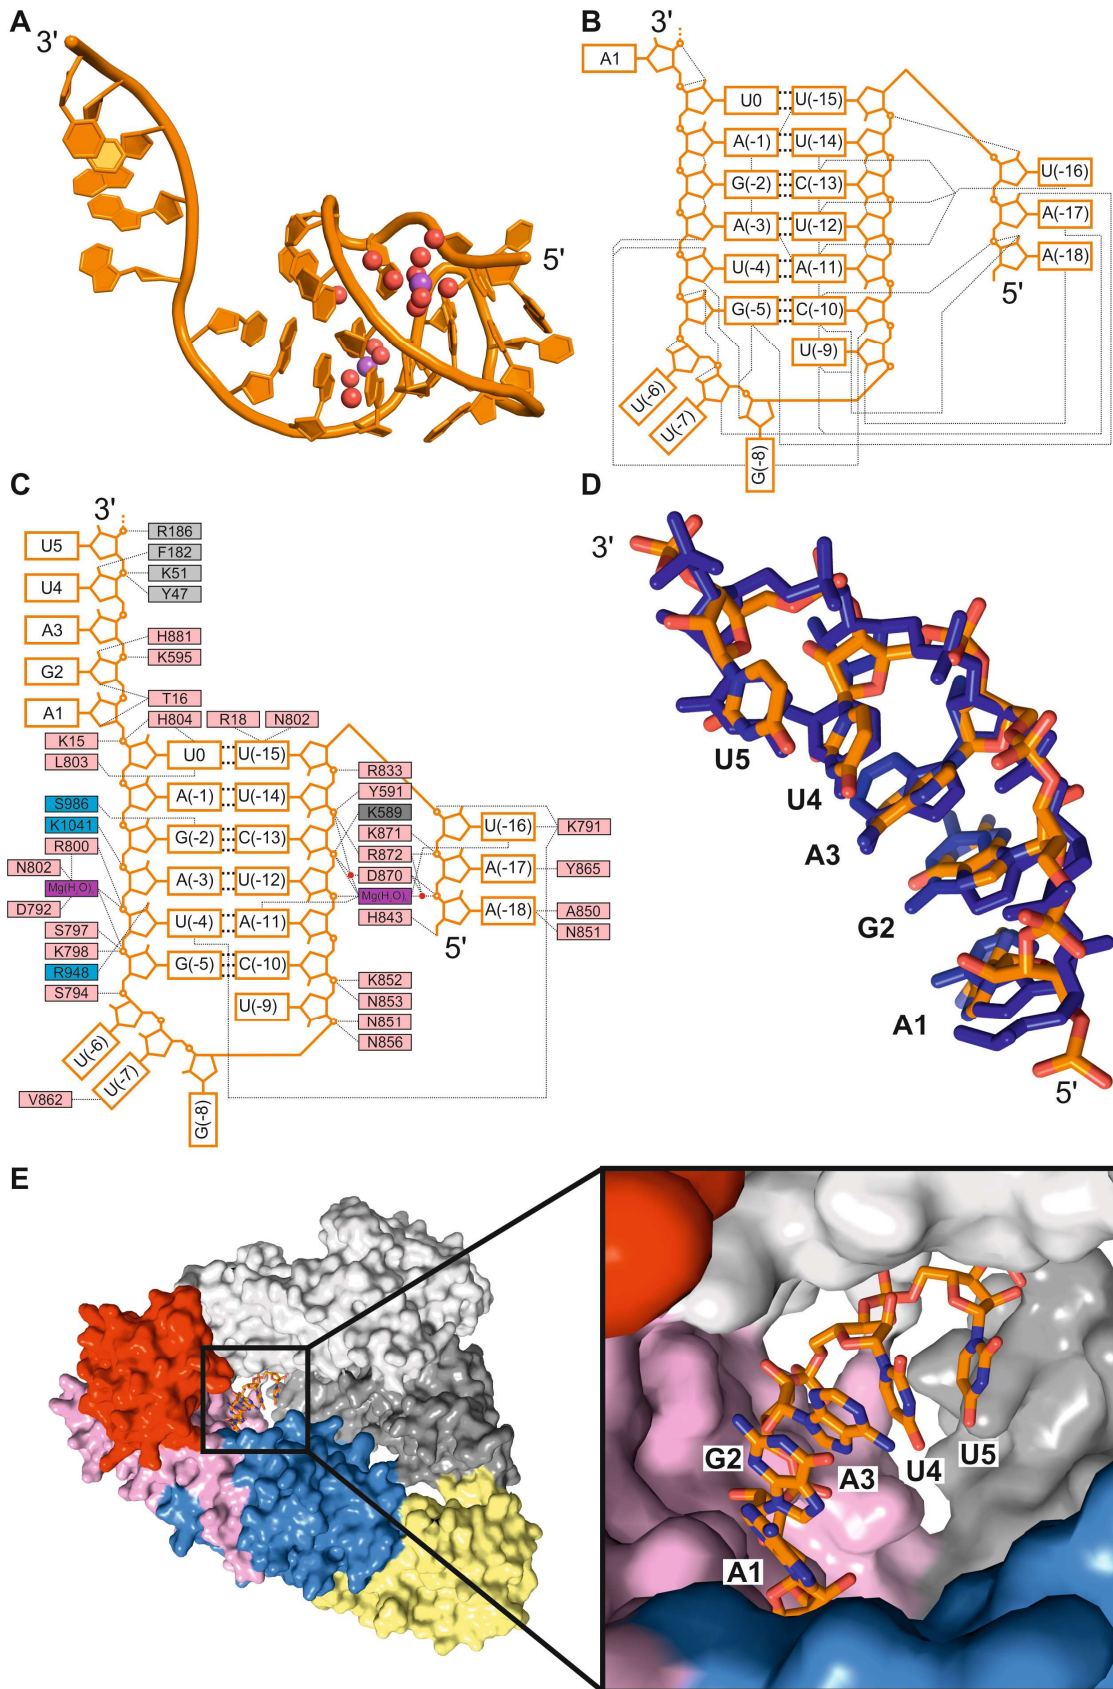 A
3'
5'
B
3'
A1
U0
U(-15)
A(-1)
U(-14)
G(-2)
C(-13)
A(-3)
U(-12)
U(-4)
A(-11)
G(-5)
C(-10)
U(-9)
U(-6)
U(-7)
G(-8)
U(-16)
A(-17)
A(-18)
5'
C
3'
U5
R186
F182
U4
K51
Y47
A3
H881
G2
K595
A1
T16
H804
R18
N802
K15
L803
U0
U(-15)
R833
S986
A(-1)
U(-14)
Y591
K1041
K589
R800
G(-2)
C(-13)
K871
U(-16)
K791
N802
R872
Mg(H₂O)ₓ
A(-3)
U(-12)
D870
A(-17)
Y865
D792
Mg(H₂O)ₓ
S797
U(-4)
A(-11)
H843
A(-18)
A850
K798
N851
R948
G(-5)
C(-10)
5'
S794
K852
U(-9)
N853
N851
N856
U(-6)
U(-7)
V862
G(-8)
D
3'
U5
U4
A3
G2
A1
5'
E
G2
A3
U4
U5
A1